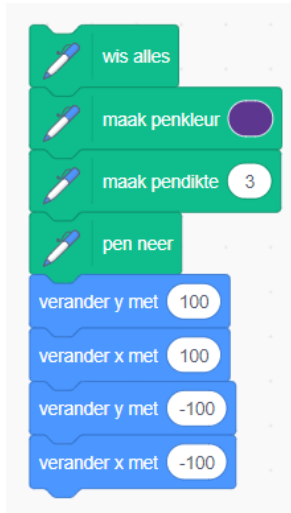 wis alles
maak penkleur
maak pendikte 3
pen neer
verander y met 100
verander x met 100
verander y met -100
verander x met -100